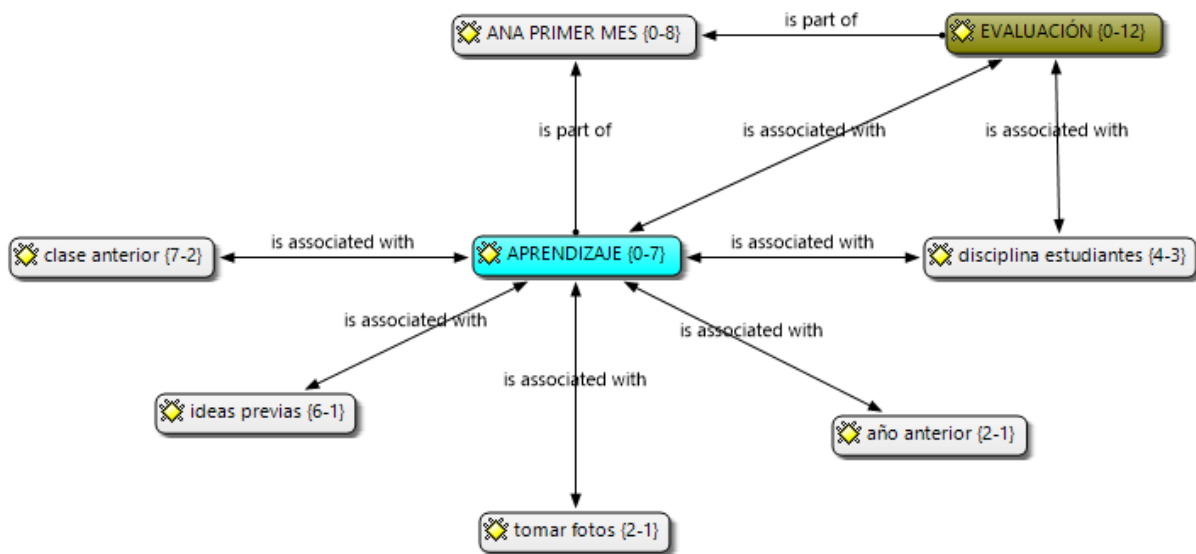 ANA PRIMER MES {0-8}
is part of
EVALUACIÓN {0-12}
is part of
is associated with
is associated with
clase anterior {7-2}
is associated with
APRENDIZAJE {0-7}
is associated with
disciplina estudiantes {4-3}
is associated with
is associated with
is associated with
ideas previas {6-1}
año anterior {2-1}
tomar fotos {2-1}